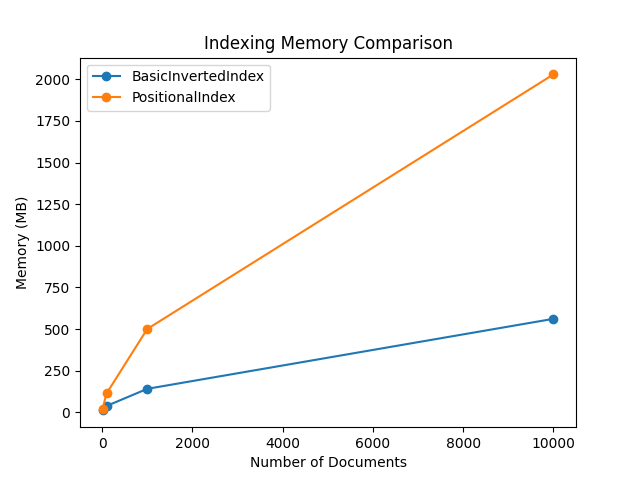 Indexing Memory Comparison
BasicInvertedIndex
PositionalIndex
Memory (MB)
2000
1750
1500
1250
1000
750
500
250
0
0 2000 4000 6000 8000 10000
Number of Documents